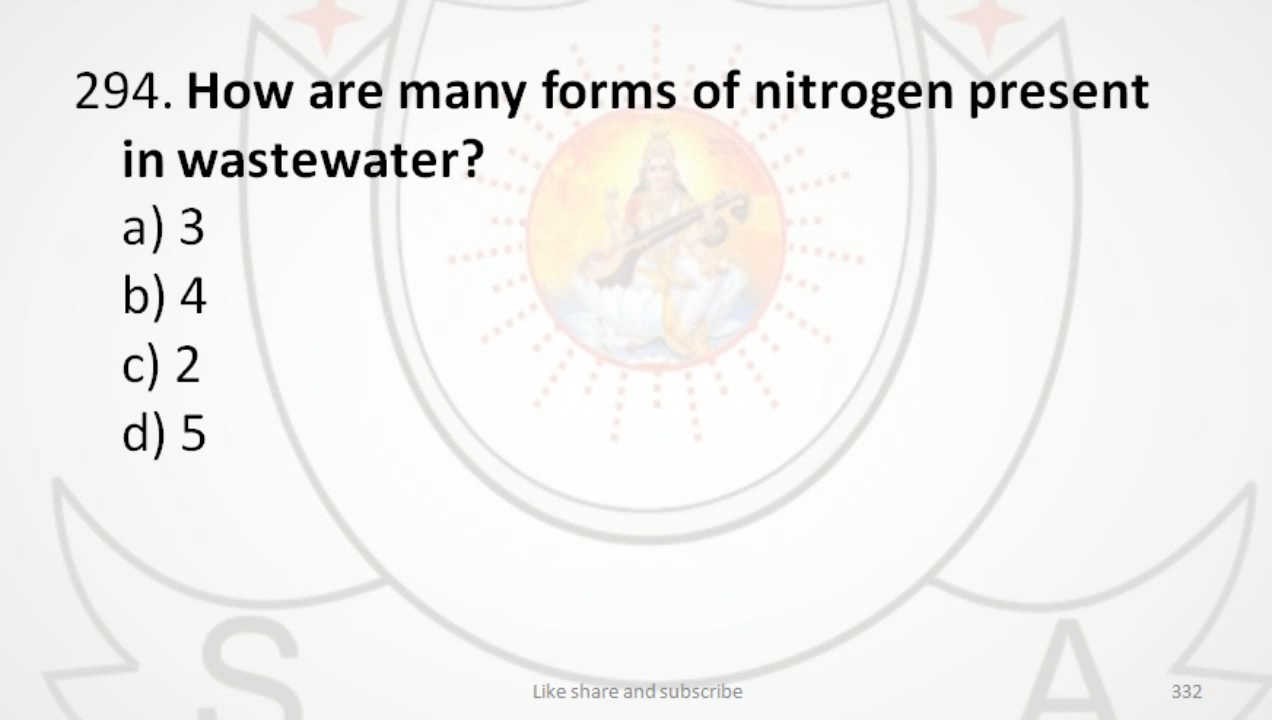 294. How are many forms of nitrogen present
in wastewater?
a) 3
b) 4
c) 2
d) 5
S A
Like share and subscribe 332